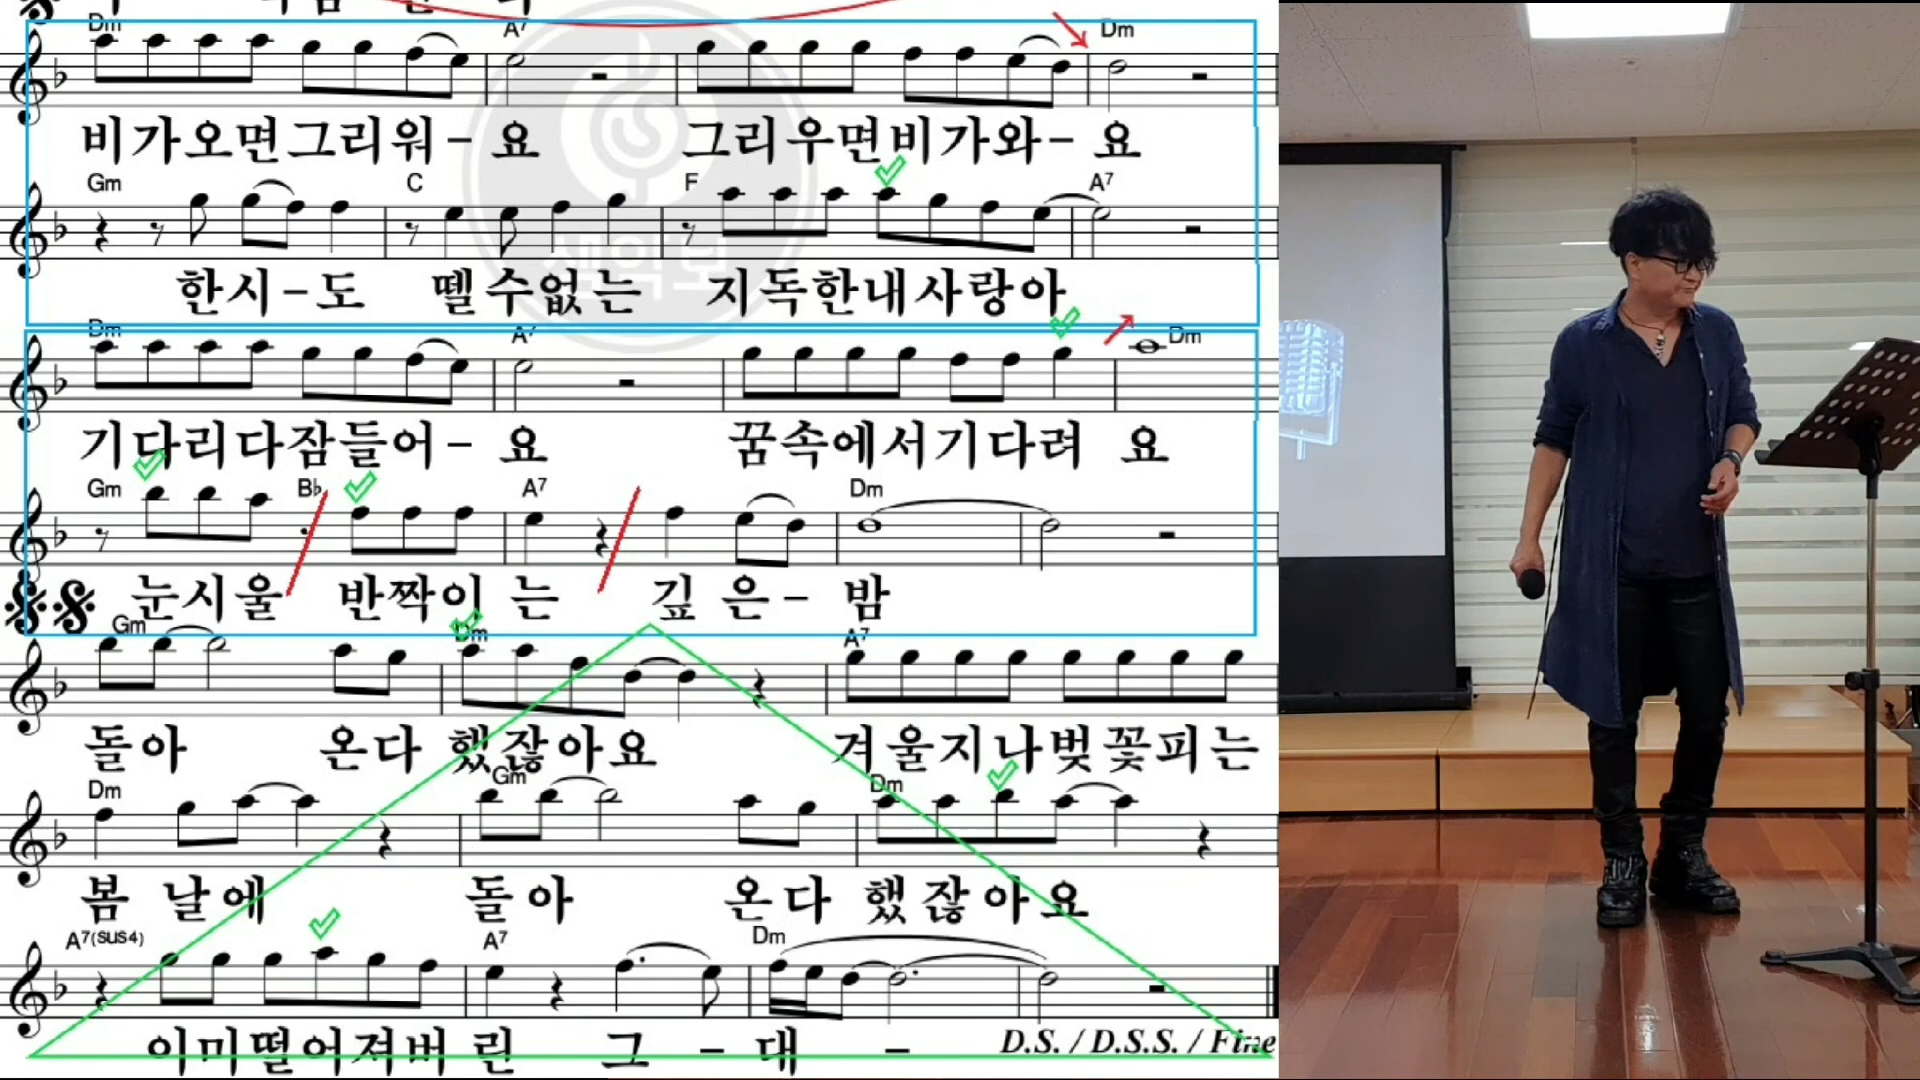 Dm A7 Dm
비가오면그리워- 요 그리우면비가와- 요
Gm C F A7
한시-도 뗄수없는 지독한내사랑아
Dm A7 Dm
기다리다잠들어- 요 꿈속에서기다려 요
Gm B♭ A7 Dm
눈시울 반짝이 는 깊 은- 밤
Gm Dm A7
돌아 온다 했잖아요 겨울지나벚꽃피는
Dm Gm Dm
봄 날에 돌아 온다 했잖아요
A7(sus4) A7 Dm
이미떨어져버 린 그 - 대 -
D.S. / D.S.S. / Fine